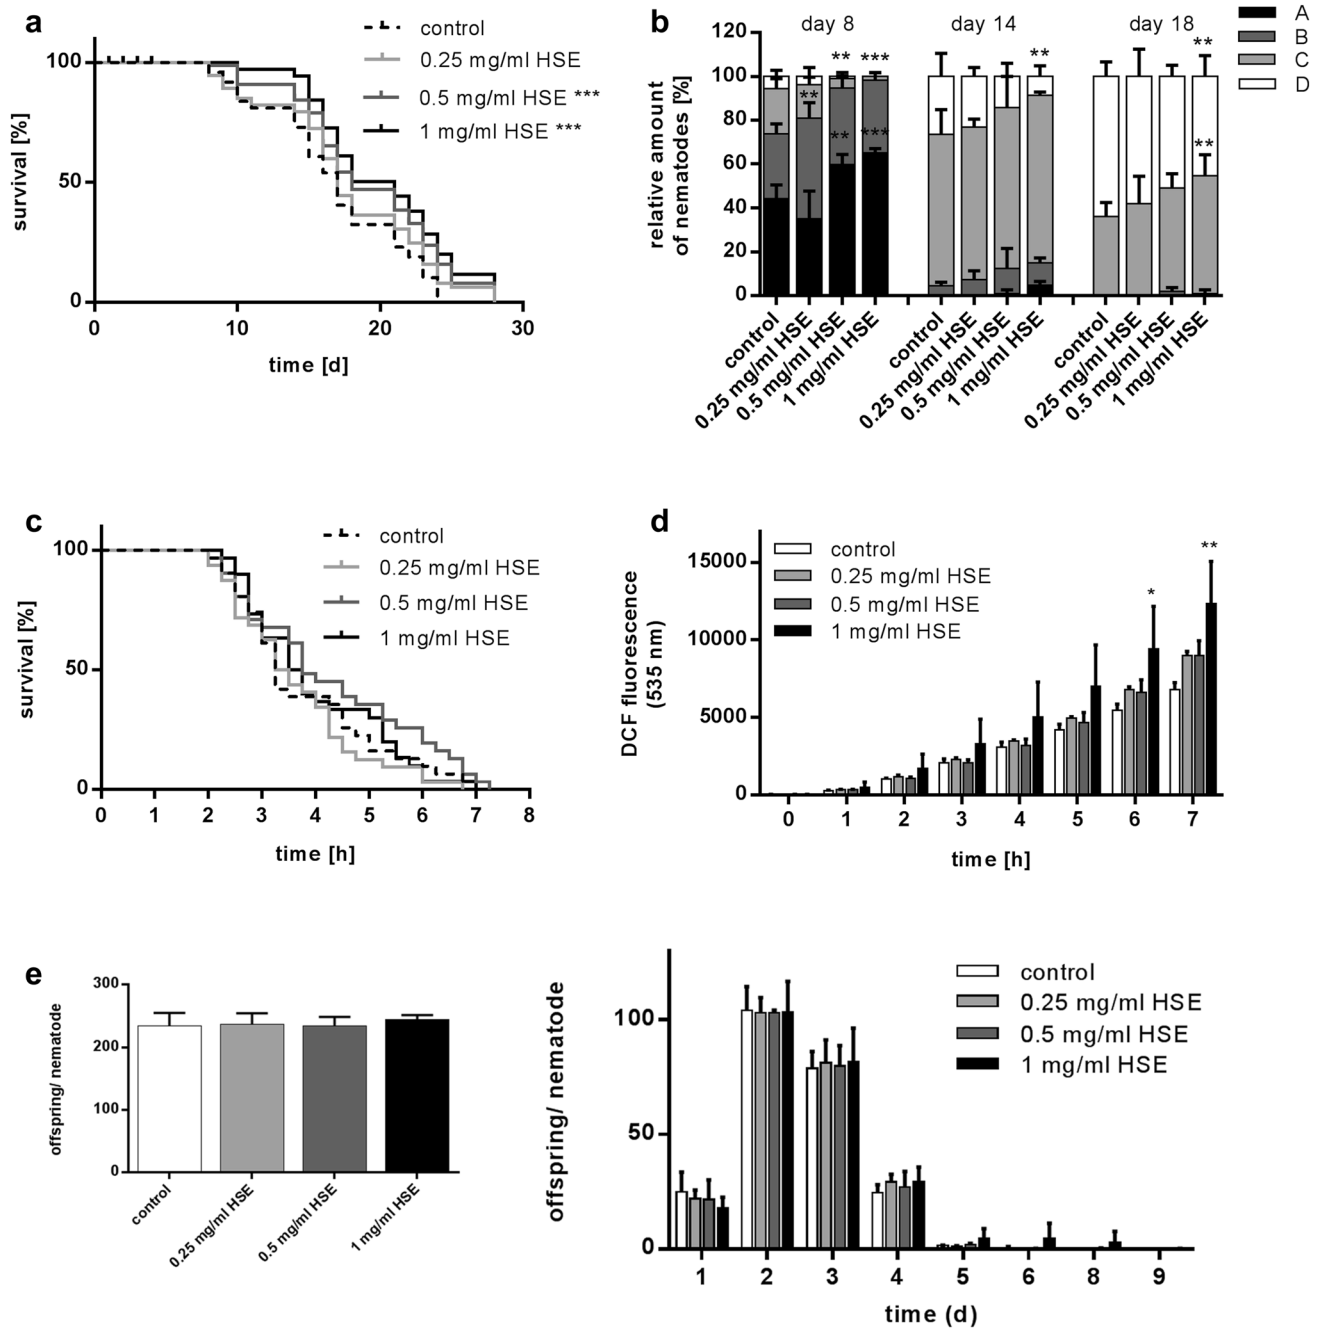 a
control
0.25 mg/ml HSE
0.5 mg/ml HSE ***
1 mg/ml HSE ***
survival [%]
100
50
0
0 10 20 30
time [d]
b
day 8 day 14 day 18
A
B
C
D
relative amount
of nematodes [%]
120
100
80
60
40
20
0
** *** ** **
**
** *** **
control 0.25 mg/ml HSE 0.5 mg/ml HSE 1 mg/ml HSE control 0.25 mg/ml HSE 0.5 mg/ml HSE 1 mg/ml HSE control 0.25 mg/ml HSE 0.5 mg/ml HSE 1 mg/ml HSE
c
control
0.25 mg/ml HSE
0.5 mg/ml HSE
1 mg/ml HSE
survival [%]
100
50
0
0 1 2 3 4 5 6 7 8
time [h]
d
control
0.25 mg/ml HSE
0.5 mg/ml HSE
1 mg/ml HSE
DCF fluorescence
(535 nm)
15000
10000
5000
0
* **
0 1 2 3 4 5 6 7
time [h]
e
offspring/ nematode
300
200
100
0
control 0.25 mg/ml HSE 0.5 mg/ml HSE 1 mg/ml HSE
control
0.25 mg/ml HSE
0.5 mg/ml HSE
1 mg/ml HSE
offspring/ nematode
100
50
0
1 2 3 4 5 6 8 9
time (d)